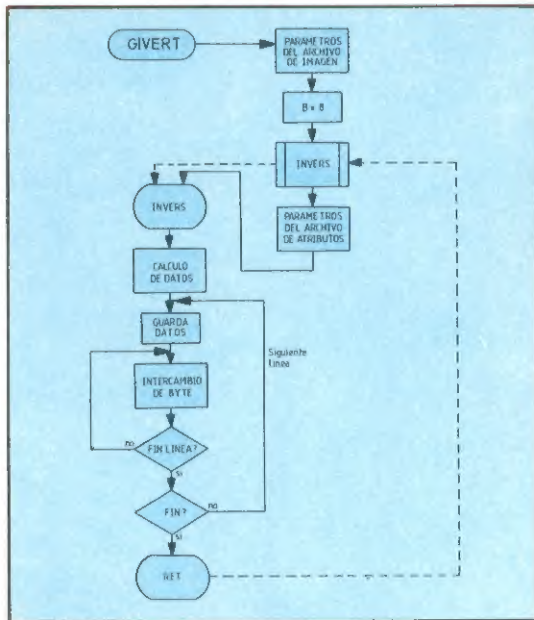 GIVERT
PARAMETROS
DEL ARCHIVO
DE IMAGEN
B = 8
INVERS
PARAMETROS
DEL ARCHIVO
DE ATRIBUTOS
INVERS
CALCULO
DE DATOS
GUARDA
DATOS
Siguiente
Linea
INTERCAMBIO
DE BYTE
no
FIN LINEA?
si
FIN?
no
si
RET